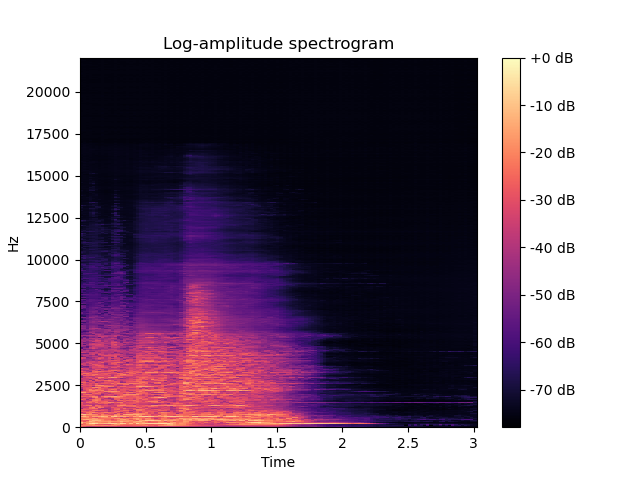 Log-amplitude spectrogram
Hz
20000
17500
15000
12500
10000
7500
5000
2500
0
0 0.5 1 1.5 2 2.5 3
Time
+0 dB
-10 dB
-20 dB
-30 dB
-40 dB
-50 dB
-60 dB
-70 dB